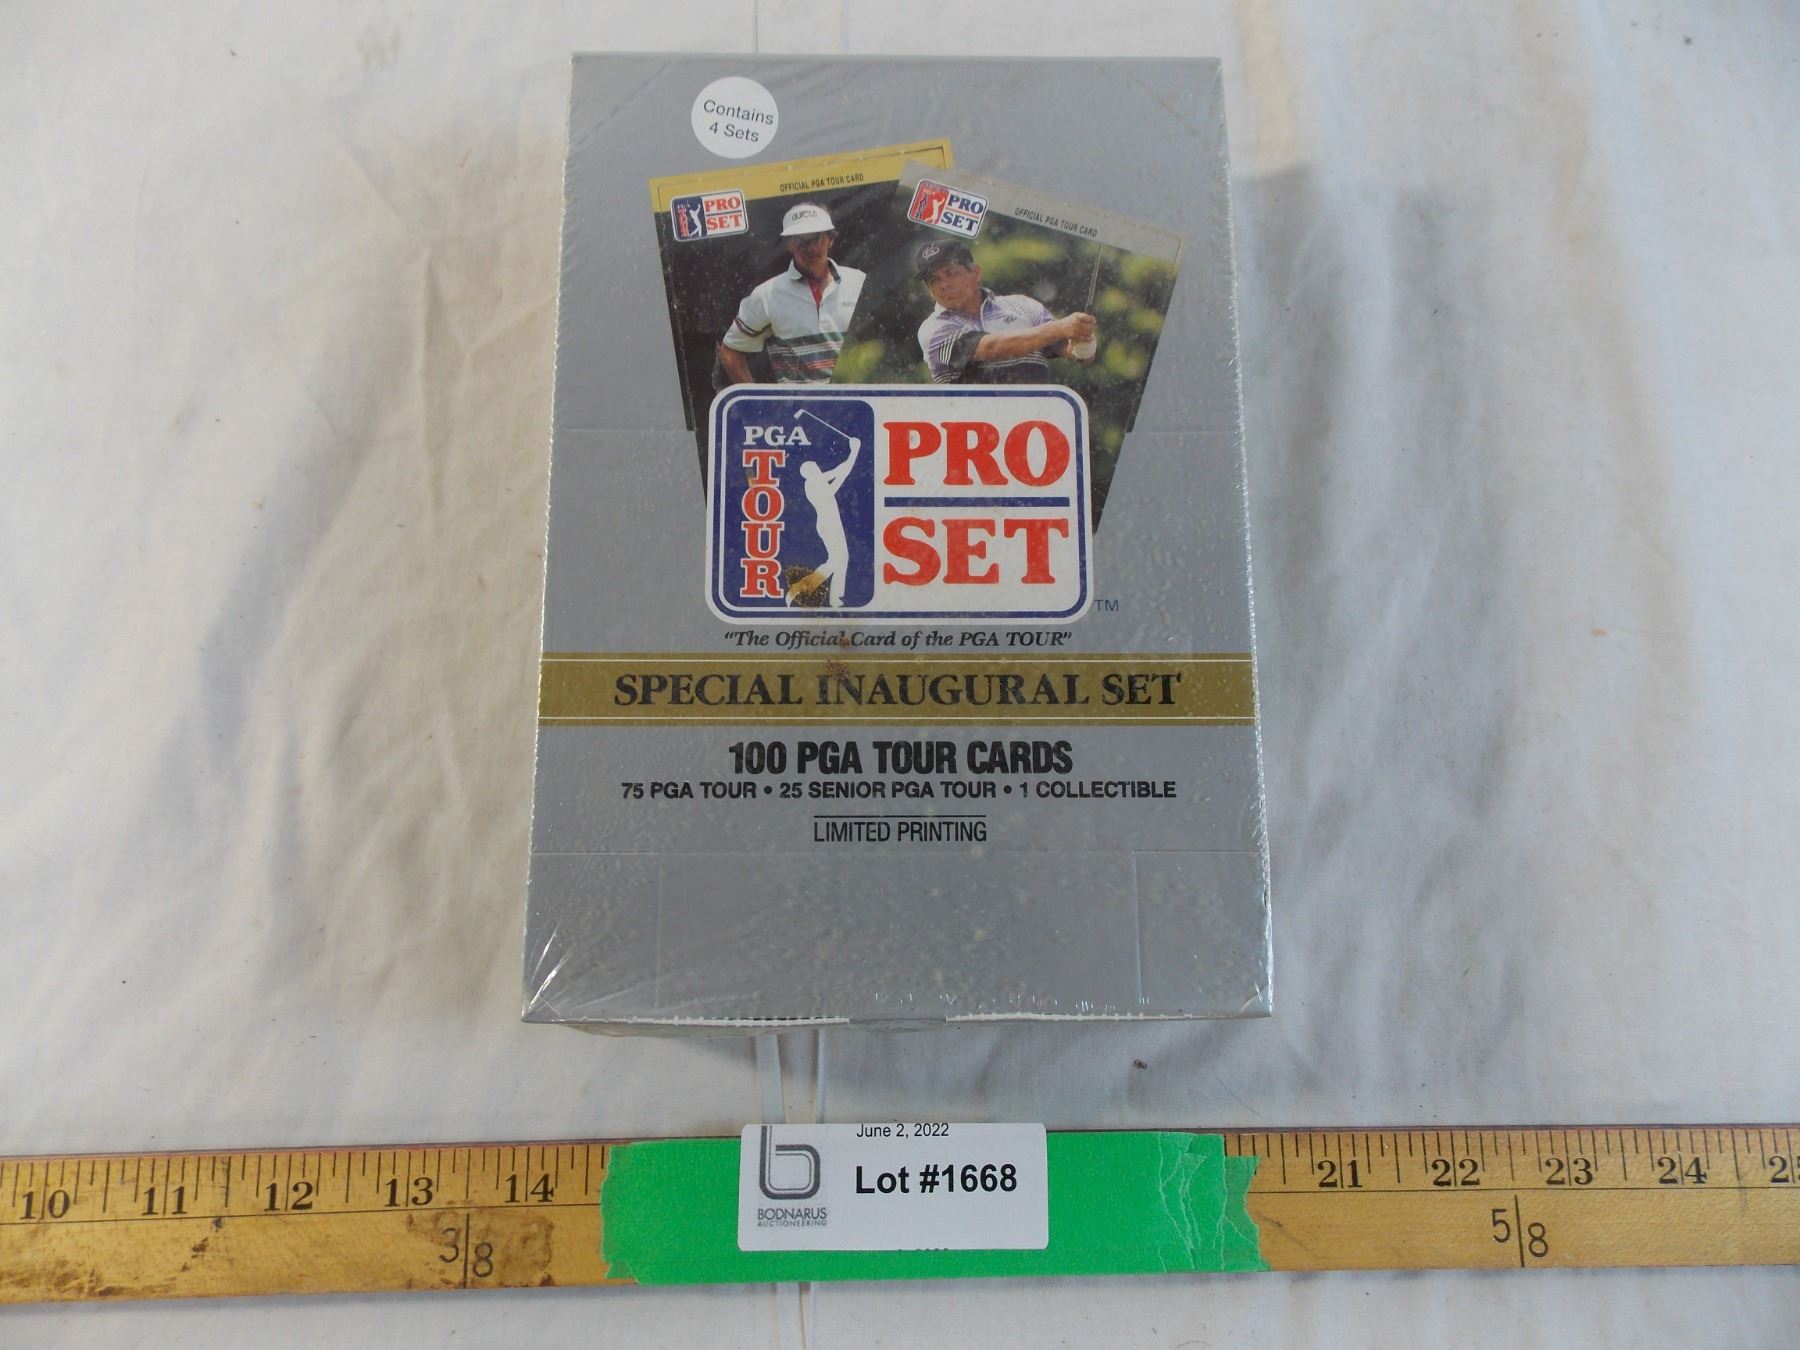 Contains
4 Sets
OFFICIAL PGA TOUR CARD
PRO
SET
OFFICIAL PGA TOUR CARD
PRO
SET
PGA
TOUR
PRO
SET
TM
"The Official Card of the PGA TOUR"
SPECIAL INAUGURAL SET
100 PGA TOUR CARDS
75 PGA TOUR • 25 SENIOR PGA TOUR • 1 COLLECTIBLE
LIMITED PRINTING
June 2, 2022
Lot #1668
BODNARUS
AUCTIONEERING
10 11 12 13 14 21 22 23 24
3/8 5/8